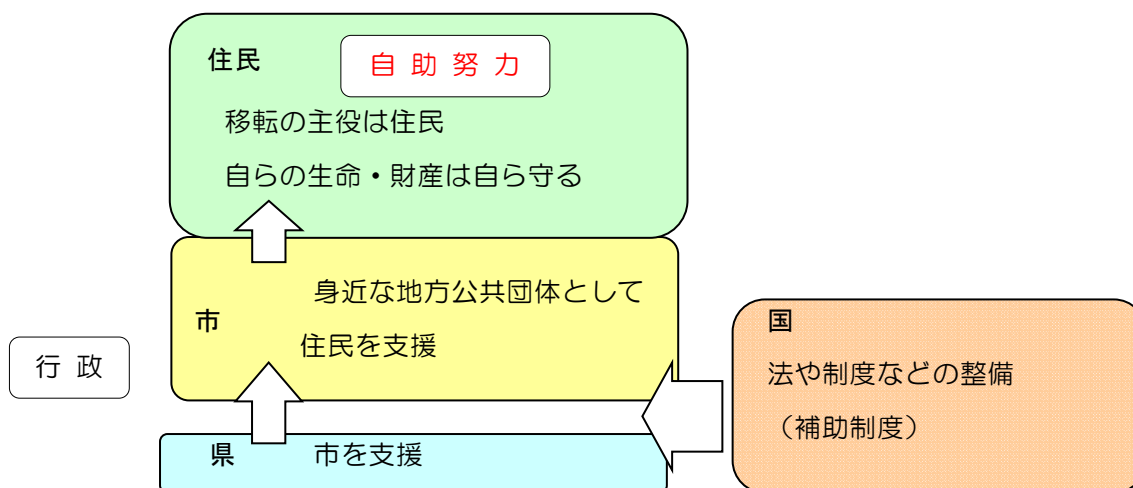 住民
自 助 努 力
移転の主役は住民
自らの生命・財産は自ら守る
市
身近な地方公共団体として
住民を支援
行 政
県
市を支援
国
法や制度などの整備
（補助制度）